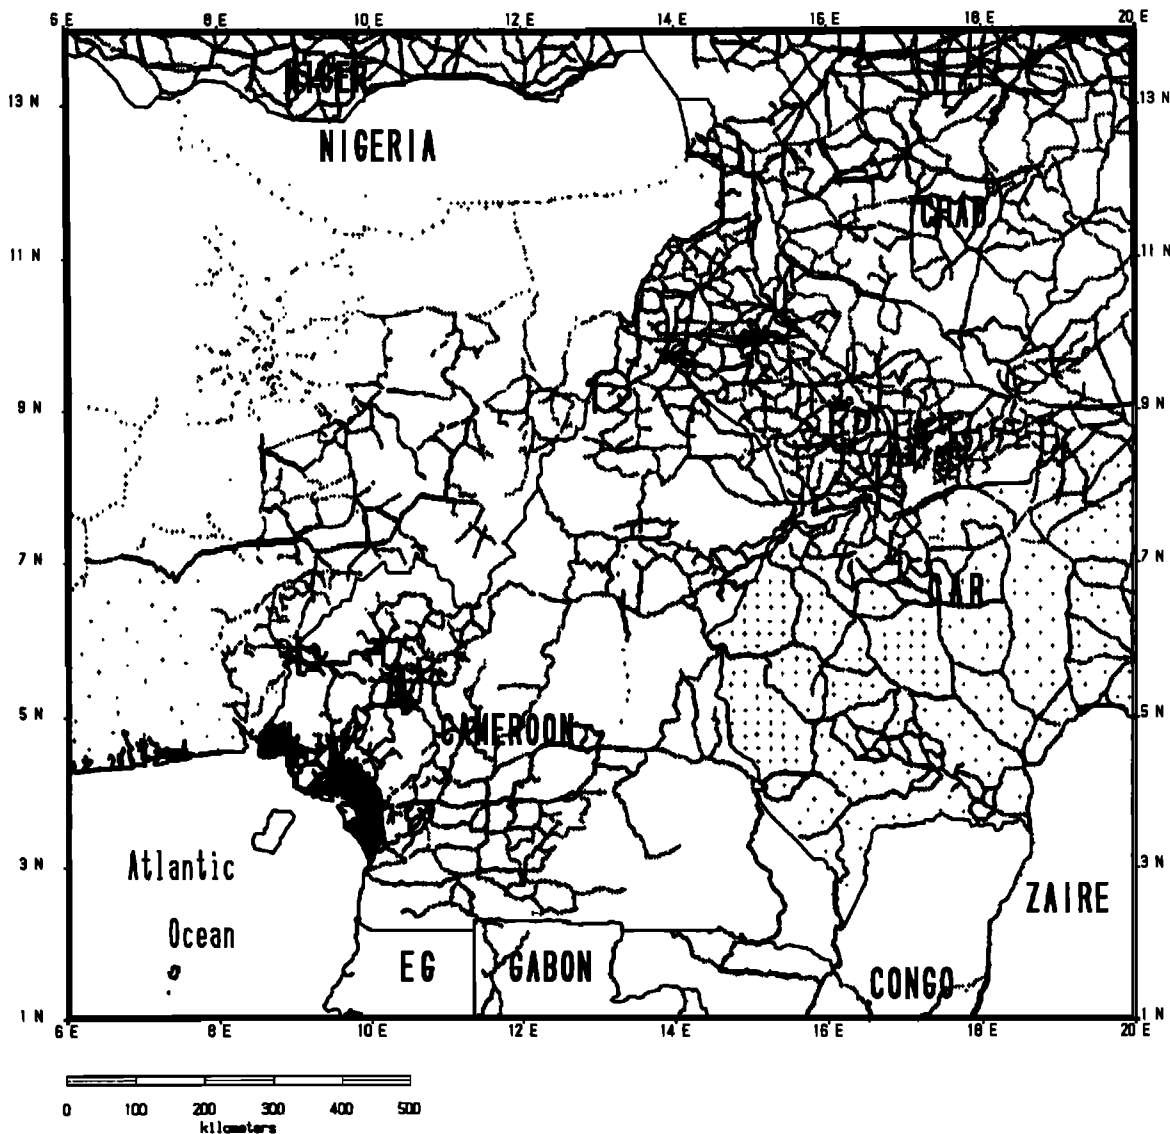 6 E 8 E 10 E 12 E 14 E 16 E 18 E 20 E
NIGER
13 N 13 N
NIGERIA
CHAD
11 N 11 N
9 N 9 N
7 N 7 N
CAR
5 N 5 N
CAMEROON
3 N 3 N
Atlantic
ZAIRE
Ocean
EG GABON CONGO
1 N 1 N
6 E 8 E 10 E 12 E 14 E 16 E 18 E 20 E
0 100 200 300 400 500
kilometers